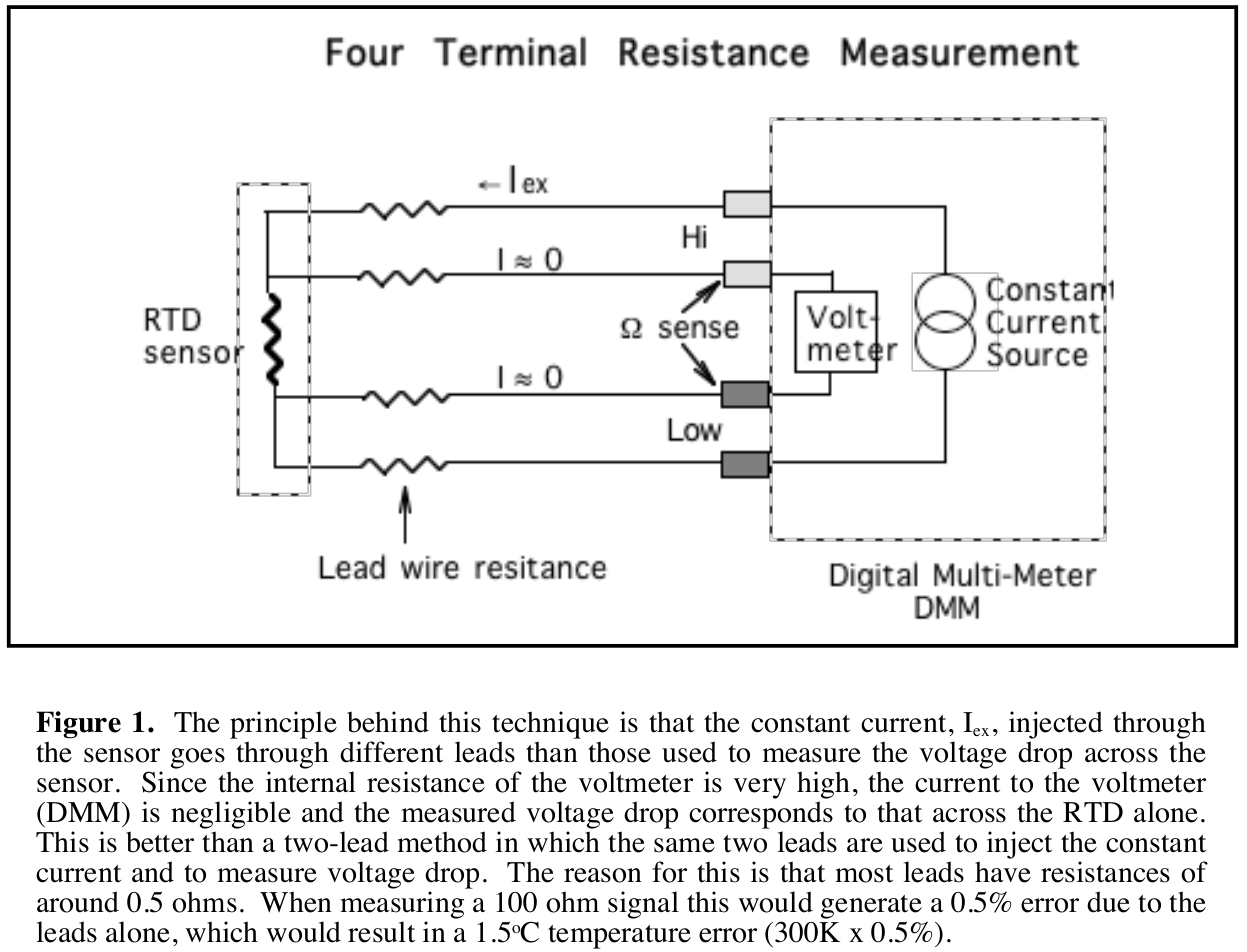 Four Terminal Resistance Measurement
← I ex
Hi
I ≈ 0
RTD
sensor
Ω sense
Volt-
meter
Constant
Current
Source
I ≈ 0
Low
Lead wire resitance
Digital Multi-Meter
DMM
Figure 1. The principle behind this technique is that the constant current, Iex, injected through
the sensor goes through different leads than those used to measure the voltage drop across the
sensor. Since the internal resistance of the voltmeter is very high, the current to the voltmeter
(DMM) is negligible and the measured voltage drop corresponds to that across the RTD alone.
This is better than a two-lead method in which the same two leads are used to inject the constant
current and to measure voltage drop. The reason for this is that most leads have resistances of
around 0.5 ohms. When measuring a 100 ohm signal this would generate a 0.5% error due to the
leads alone, which would result in a 1.5°C temperature error (300K x 0.5%).